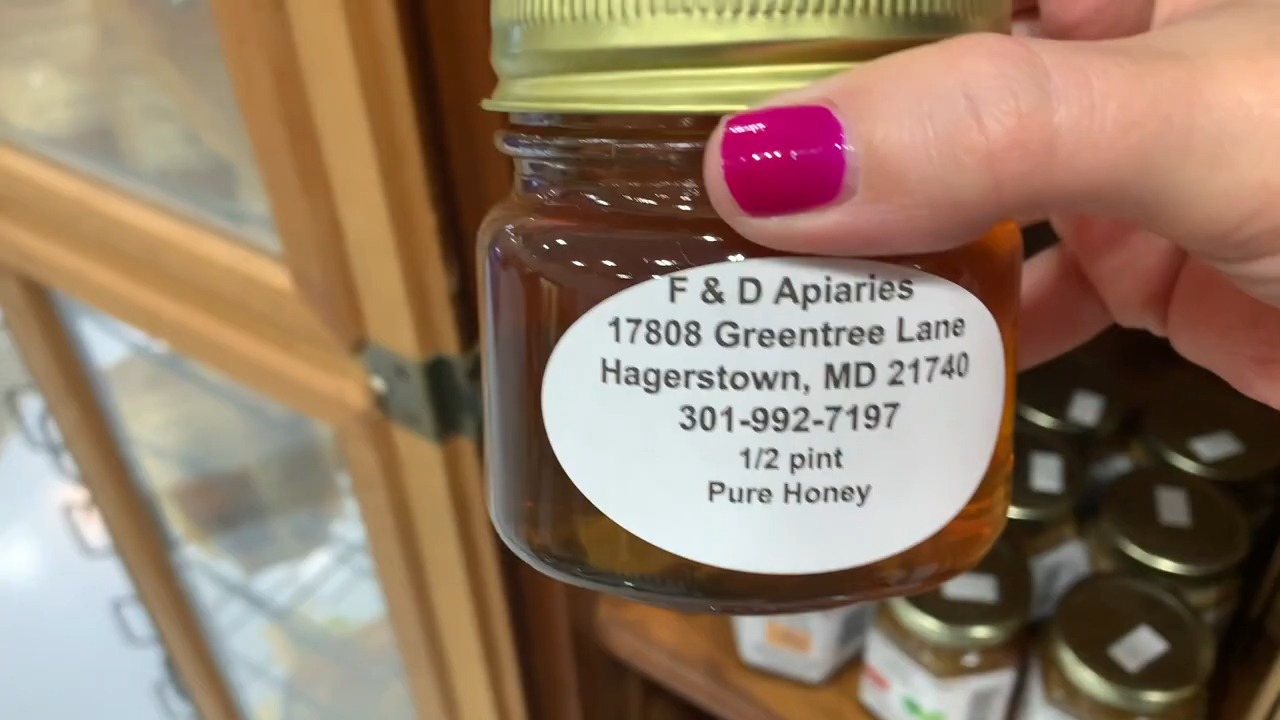 F & D Apiaries
17808 Greentree Lane
Hagerstown, MD 21740
301-992-7197
1/2 pint
Pure Honey